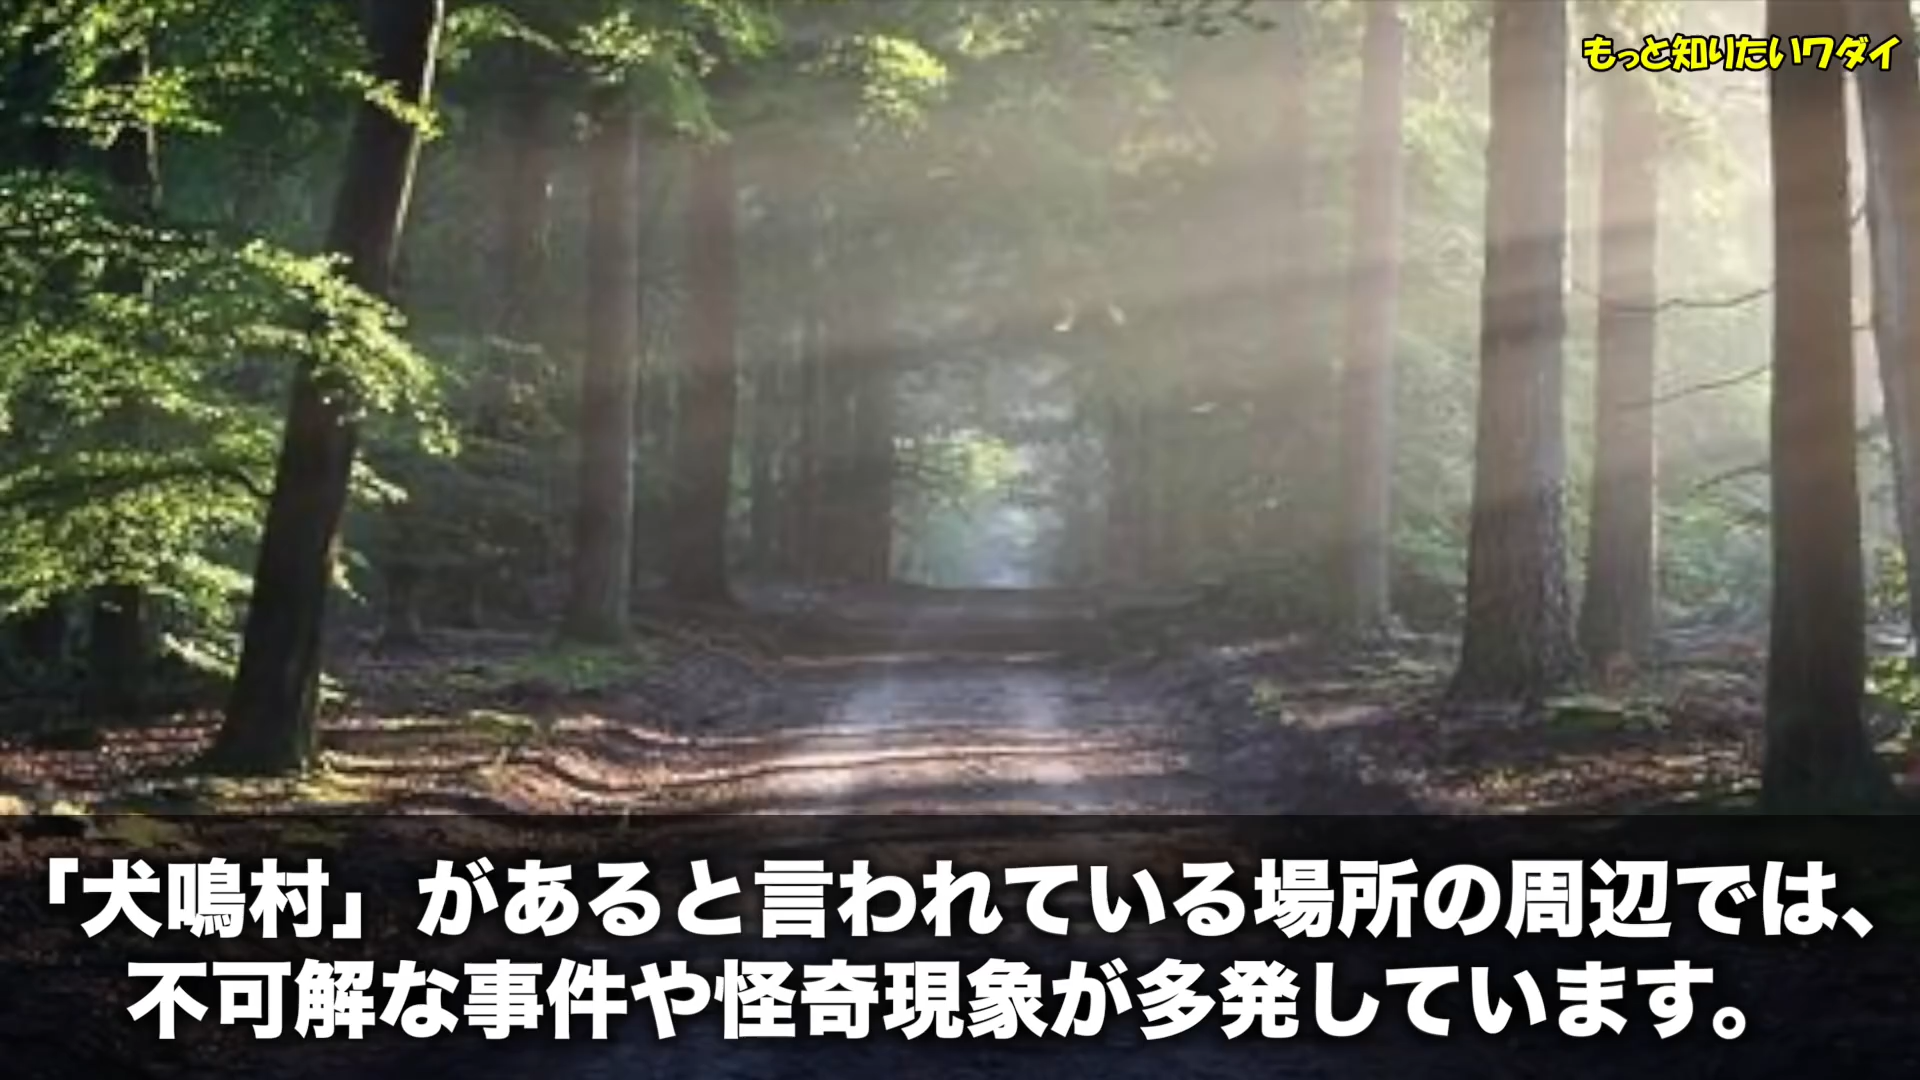 もっと知りたいワダイ
「犬鳴村」があると言われている場所の周辺では、
不可解な事件や怪奇現象が多発しています。